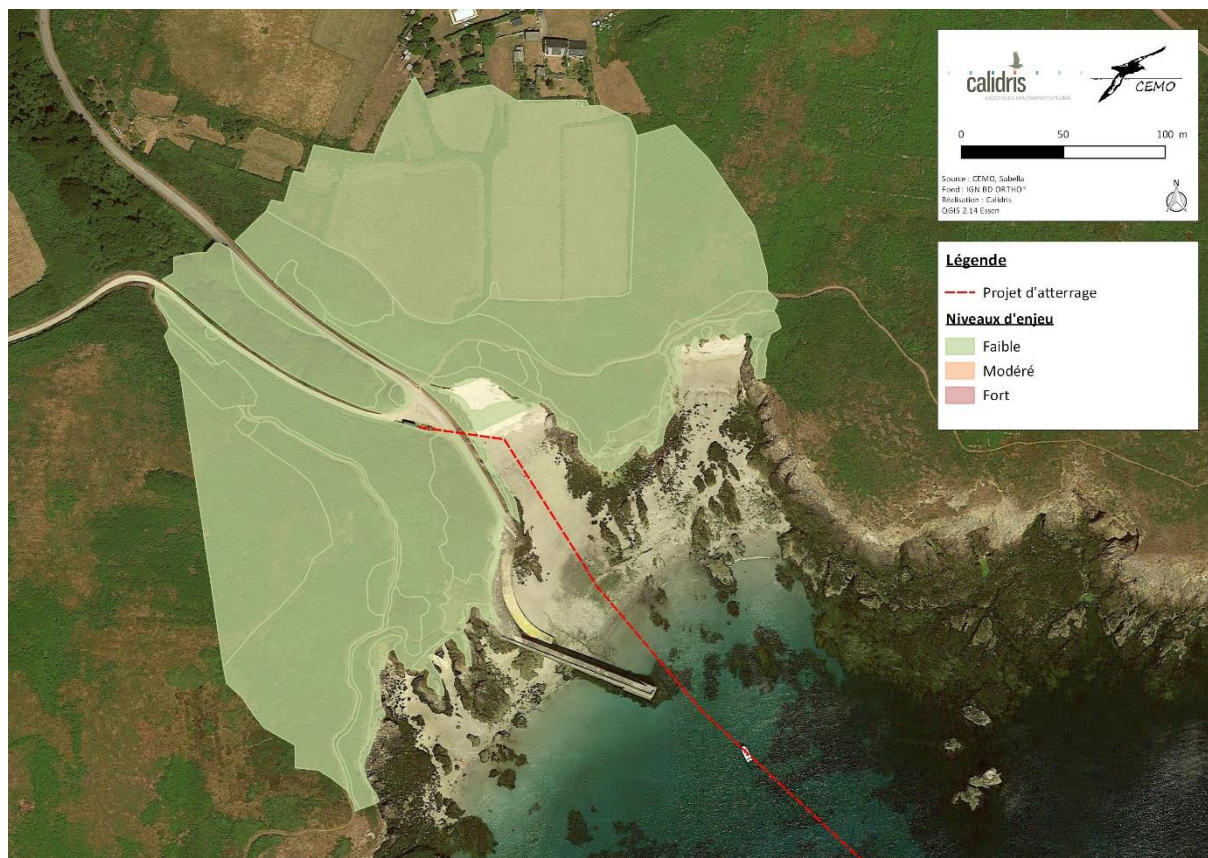 calidris
expertises environnementales
CEMO
0 50 100 m
Source : CEMO, Sabella
Fond : IGN BD ORTHO®
Réalisation : Calidris
QGIS 2.14 Essen
N
Légende
Projet d'atterrage
Niveaux d'enjeu
Faible
Modéré
Fort